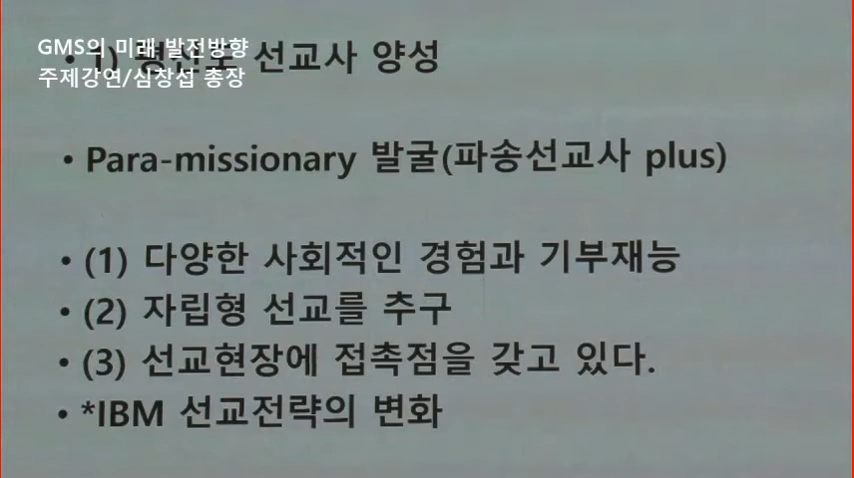 GMS의 미래 발전방향
주제강연/심창섭 총장
• 1) 평신도 선교사 양성
• Para-missionary 발굴(파송선교사 plus)
• (1) 다양한 사회적인 경험과 기부재능
• (2) 자립형 선교를 추구
• (3) 선교현장에 접촉점을 갖고 있다.
• *IBM 선교전략의 변화